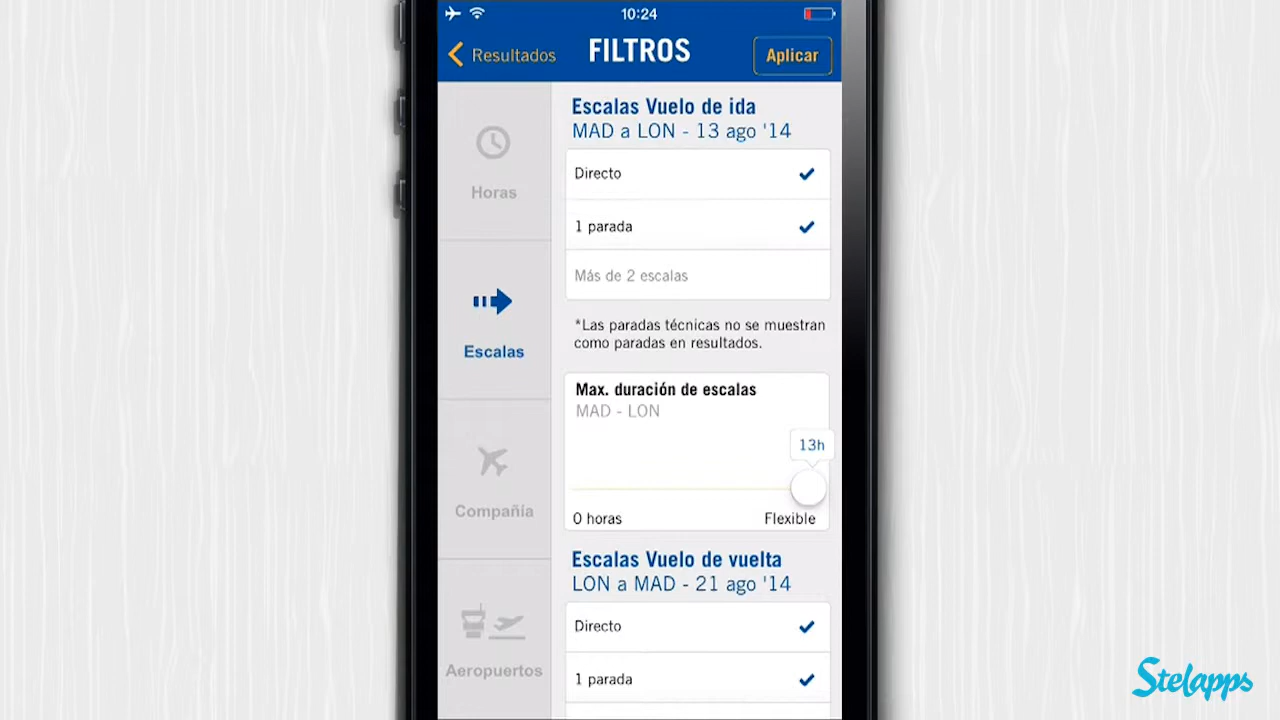 10:24
Resultados
FILTROS
Aplicar
Horas
Escalas
Compañía
Aeropuertos
Escalas Vuelo de ida
MAD a LON - 13 ago '14
Directo
1 parada
Más de 2 escalas
*Las paradas técnicas no se muestran
como paradas en resultados.
Max. duración de escalas
MAD - LON
13h
0 horas
Flexible
Escalas Vuelo de vuelta
LON a MAD - 21 ago '14
Directo
1 parada
Stelapps